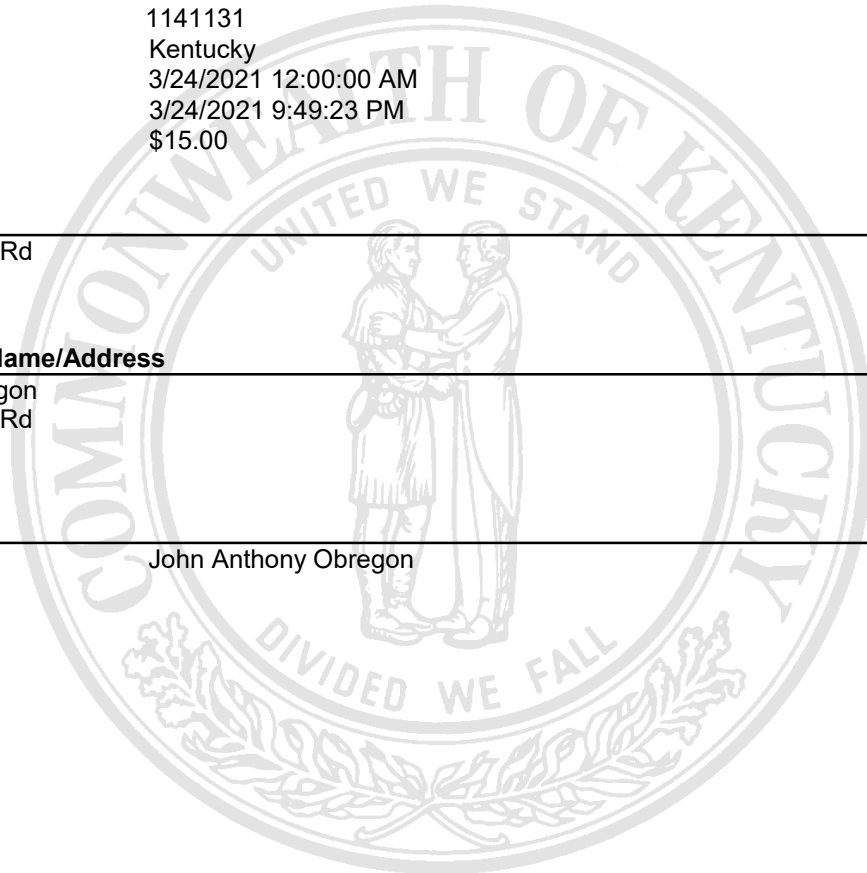 1141131
Kentucky
3/24/2021 12:00:00 AM
3/24/2021 9:49:23 PM
$15.00
Rd
Name/Address
gon
Rd
John Anthony Obregon
COMMONWEALTH OF KENTUCKY
UNITED WE STAND
DIVIDED WE FALL